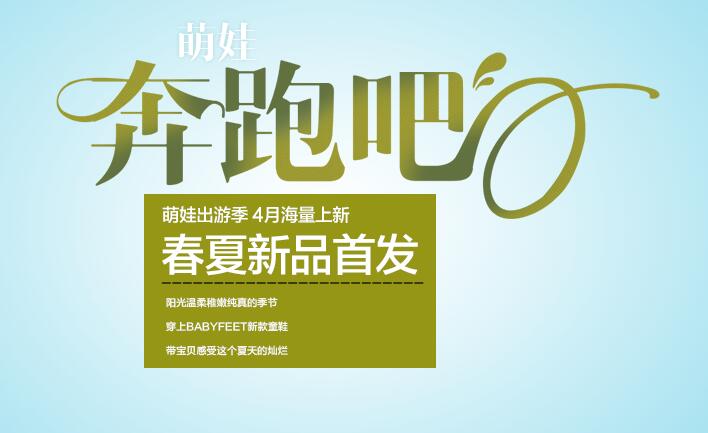 萌娃
奔跑吧
萌娃出游季 4月海量上新
春夏新品首发
阳光温柔稚嫩纯真的季节
穿上BABYFEET新款童鞋
带宝贝感受这个夏天的灿烂